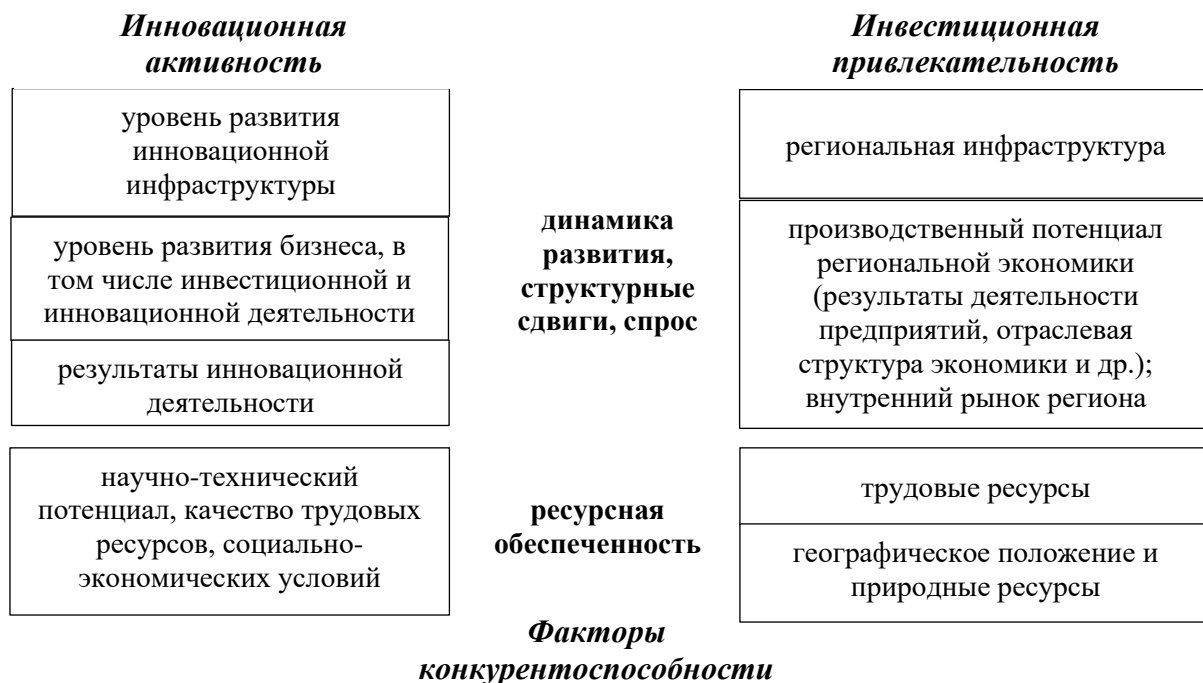 Инновационная
активность
Инвестиционная
привлекательность
уровень развития
инновационной
инфраструктуры
уровень развития бизнеса, в
том числе инвестиционной и
инновационной деятельности
результаты инновационной
деятельности
научно-технический
потенциал, качество трудовых
ресурсов, социально-
экономических условий
динамика
развития,
структурные
сдвиги, спрос
ресурсная
обеспеченность
региональная инфраструктура
производственный потенциал
региональной экономики
(результаты деятельности
предприятий, отраслевая
структура экономики и др.);
внутренний рынок региона
трудовые ресурсы
географическое положение и
природные ресурсы
Факторы
конкурентоспособности